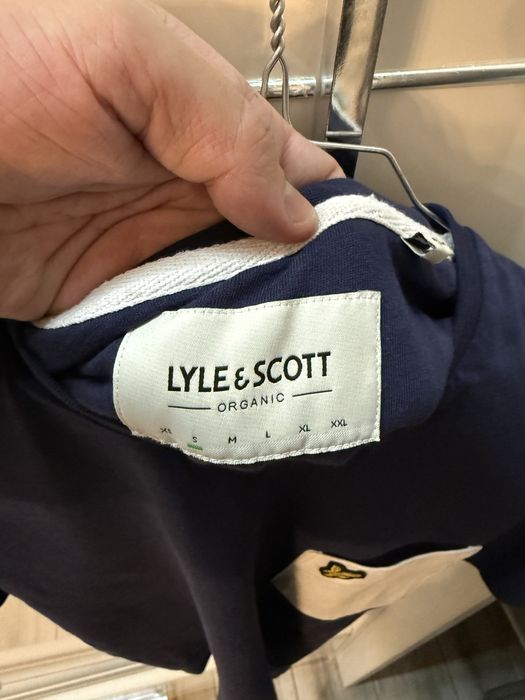 LYLE & SCOTT
ORGANIC
XS S M L XL XXL